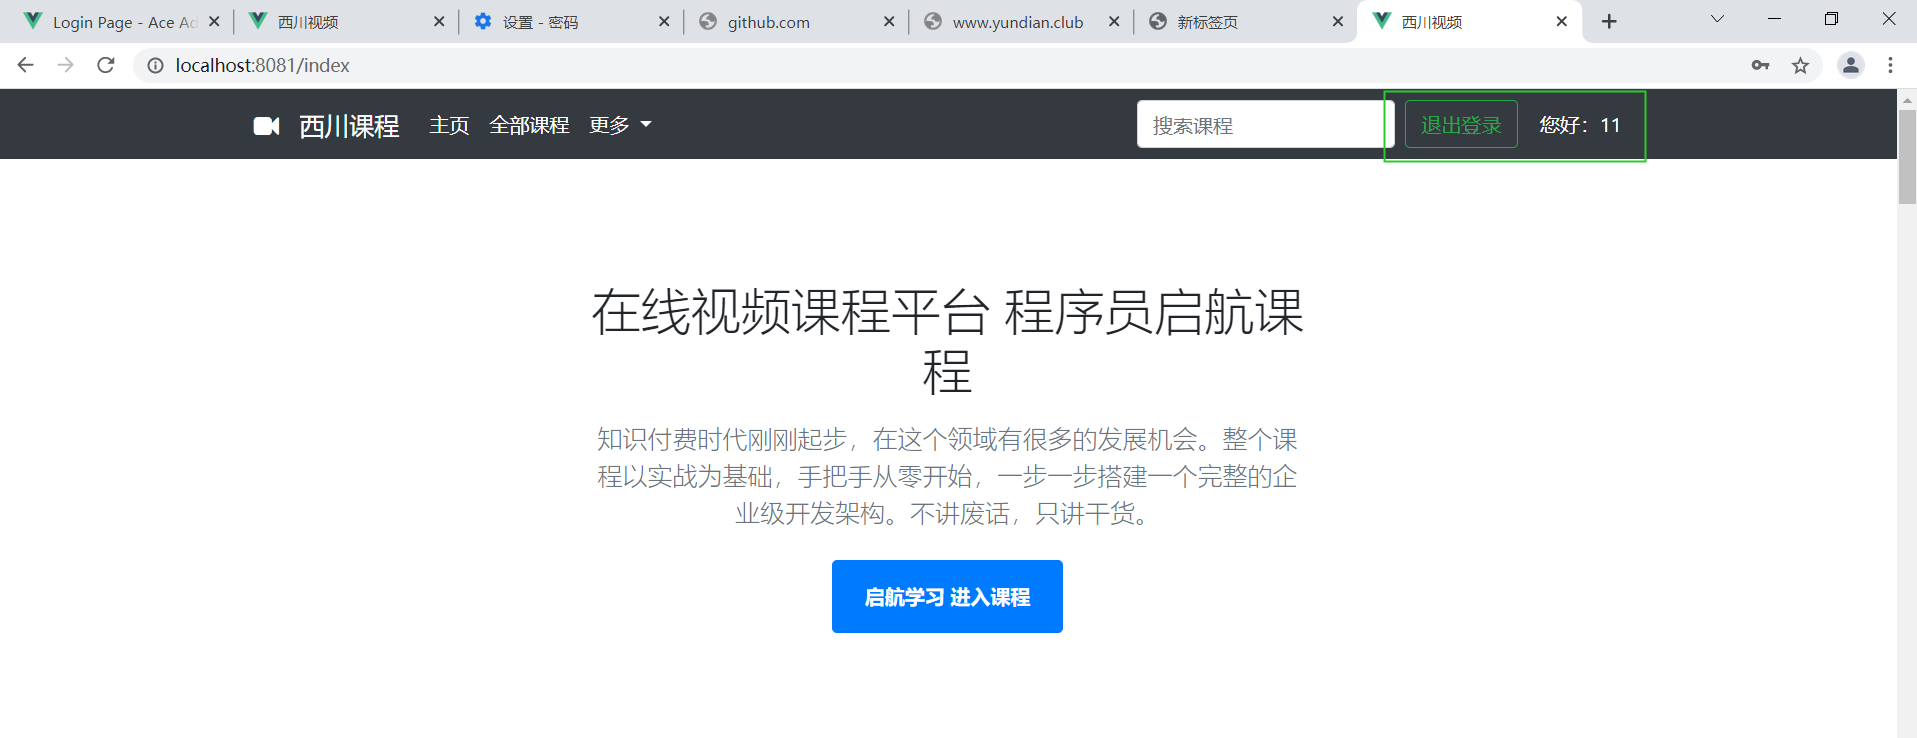 Login Page - Ace Ad
西川视频
设置 - 密码
github.com
www.yundian.club
新标签页
西川视频
localhost:8081/index
西川课程
主页
全部课程
更多
搜索课程
退出登录
您好：11
在线视频课程平台 程序员启航课
程
知识付费时代刚刚起步，在这个领域有很多的发展机会。整个课
程以实战为基础，手把手从零开始，一步一步搭建一个完整的企
业级开发架构。不讲废话，只讲干货。
启航学习 进入课程